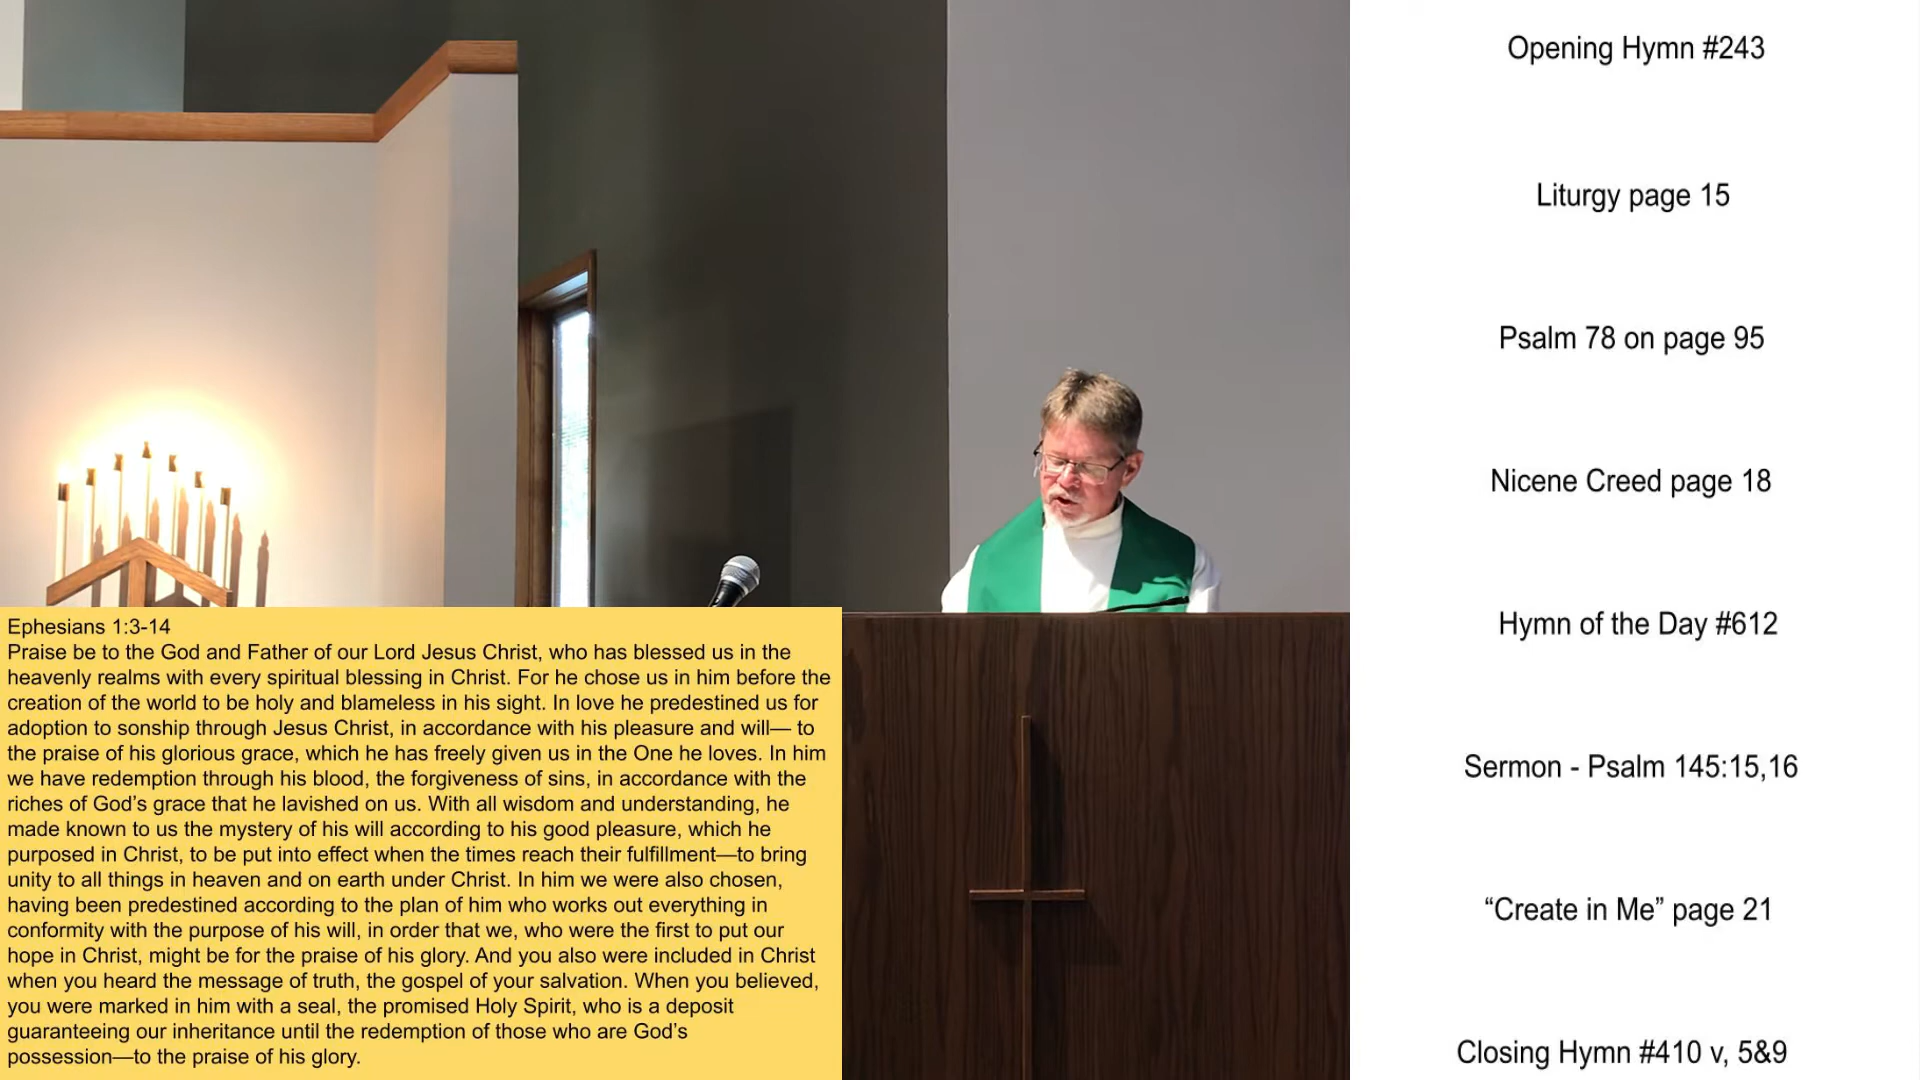 Ephesians 1:3-14
Praise be to the God and Father of our Lord Jesus Christ, who has blessed us in the
heavenly realms with every spiritual blessing in Christ. For he chose us in him before the
creation of the world to be holy and blameless in his sight. In love he predestined us for
adoption to sonship through Jesus Christ, in accordance with his pleasure and will— to
the praise of his glorious grace, which he has freely given us in the One he loves. In him
we have redemption through his blood, the forgiveness of sins, in accordance with the
riches of God’s grace that he lavished on us. With all wisdom and understanding, he
made known to us the mystery of his will according to his good pleasure, which he
purposed in Christ, to be put into effect when the times reach their fulfillment—to bring
unity to all things in heaven and on earth under Christ. In him we were also chosen,
having been predestined according to the plan of him who works out everything in
conformity with the purpose of his will, in order that we, who were the first to put our
hope in Christ, might be for the praise of his glory. And you also were included in Christ
when you heard the message of truth, the gospel of your salvation. When you believed,
you were marked in him with a seal, the promised Holy Spirit, who is a deposit
guaranteeing our inheritance until the redemption of those who are God’s
possession—to the praise of his glory.
Opening Hymn #243
Liturgy page 15
Psalm 78 on page 95
Nicene Creed page 18
Hymn of the Day #612
Sermon - Psalm 145:15,16
“Create in Me” page 21
Closing Hymn #410 v, 5&9